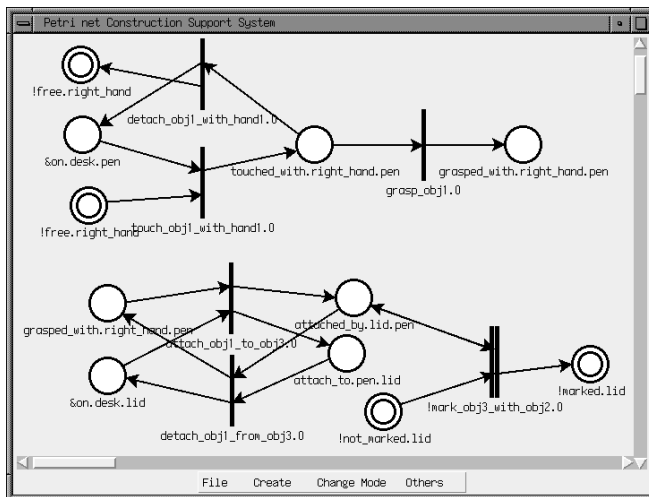 Petri net Construction Support System
!free.right_hand
detach_obj1_with_hand1.0
&on.desk.pen
touched_with.right_hand.pen
grasped_with.right_hand.pen
grasp_obj1.0
!free.right_hand
touch_obj1_with_hand1.0
grasped_with.right_hand.pen
attached_by.lid.pen
attach_obj1_to_obj3.0
attach_to.pen.lid
&on.desk.lid
!marked.lid
!mark_obj3_with_obj2.0
detach_obj1_from_obj3.0
!not_marked.lid
File Create Change Mode Others